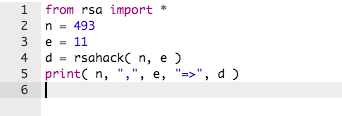 1 from rsa import *
2 n = 493
3 e = 11
4 d = rsahack( n, e )
5 print( n, ",", e, "=>", d )
6